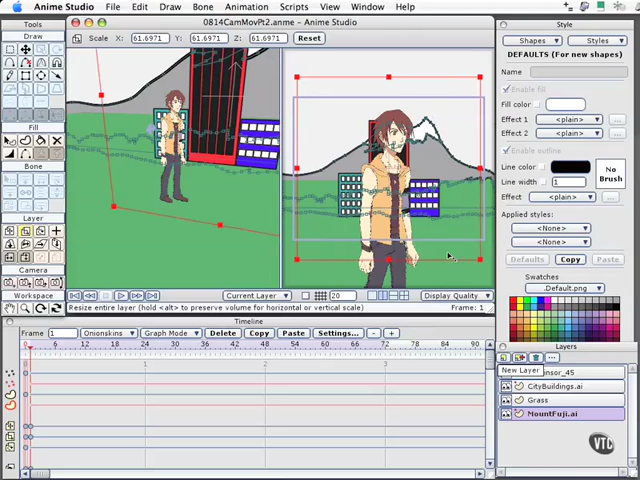 Anime Studio File Edit Draw Bone Animation Scripts View Window Help
0814CamMovPt2.anme - Anime Studio
Scale X: 61.6971 Y: 61.6971 Z: 61.6971 Reset
Tools
Draw
Fill
Bone
Layer
Camera
Workspace
Current Layer 20 Display Quality
Resize entire layer (hold <alt> to preserve volume for horizontal or vertical scale) Frame: 1
Timeline
Frame 1 Onionskins Graph Mode Delete Copy Paste Settings... - +
0 6 12 18 24 30 36 42 48 54 60 66 72 78 84 90
1 2 3
Style
Shapes Styles
DEFAULTS (For new shapes)
Name
Enable fill
Fill color
Effect 1 <plain> ...
Effect 2 <plain> ...
Enable outline
Line color
Line width 1
No Brush
Effect <plain> ...
Applied styles:
<None>
<None>
Defaults Copy Paste
Swatches
.Default.png
Layers
New Layer
CityBuildings.ai
Grass
MountFuji.ai
VTC